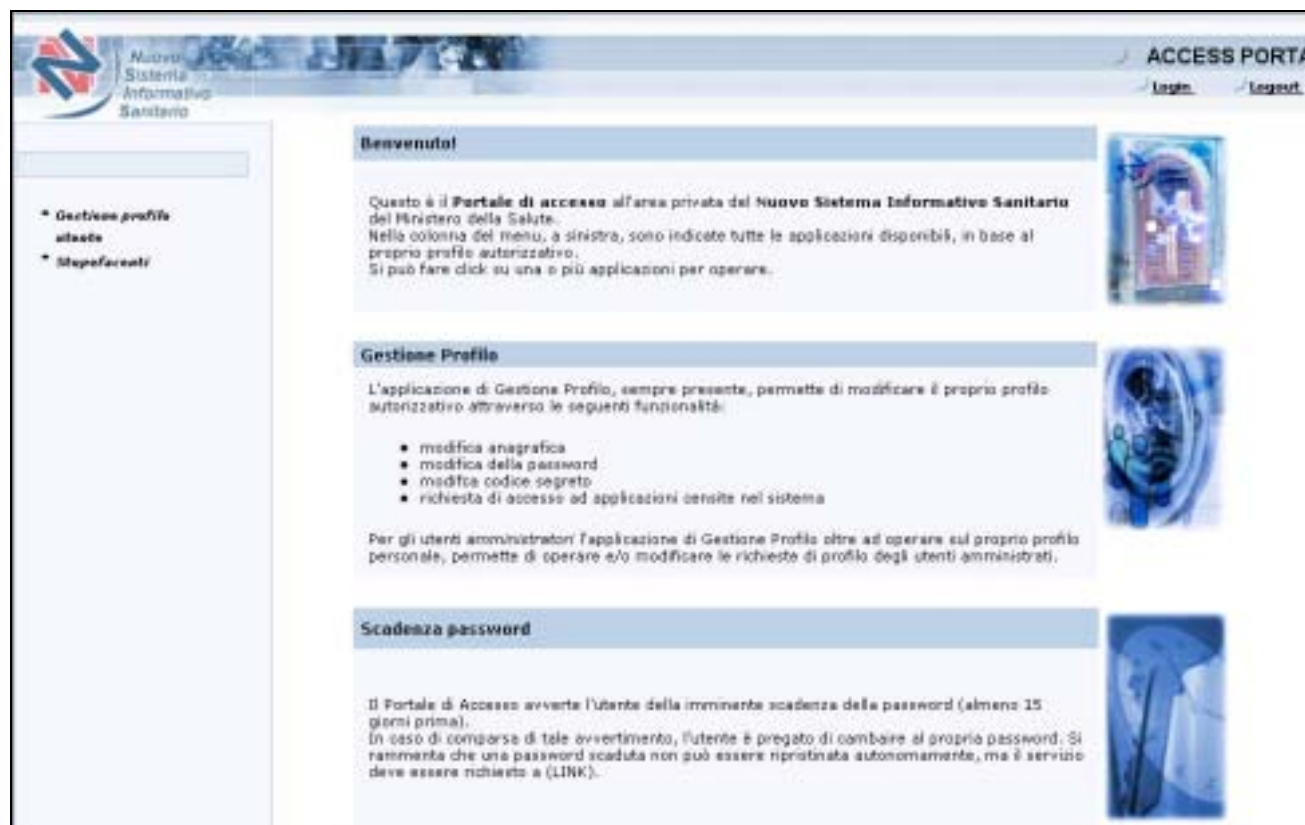 Nuovo
Sistema
Informativo
Sanitario
ACCESS PORTA
Login
Logout
Gestione profilo
utente
Stupefacenti
Benvenuto!
Questo è il Portale di accesso all'area privata del Nuovo Sistema Informativo Sanitario
del Ministero della Salute.
Nella colonna del menu, a sinistra, sono indicate tutte le applicazioni disponibili, in base al
proprio profilo autorizzativo.
Si può fare click su una o più applicazioni per operare.
Gestione Profilo
L'applicazione di Gestione Profilo, sempre presente, permette di modificare il proprio profilo
autorizzativo attraverso le seguenti funzionalità:
• modifica anagrafica
• modifica della password
• modifca codice segreto
• richiesta di accesso ad applicazioni censite nel sistema
Per gli utenti amministratori l'applicazione di Gestione Profilo oltre ad operare sul proprio profilo
personale, permette di operare e/o modificare le richieste di profilo degli utenti amministrati.
Scadenza password
Il Portale di Accesso avverte l'utente della imminente scadenza della password (almeno 15
giorni prima).
In caso di comparsa di tale avvertimento, l'utente è pregato di cambaire al propria password. Si
rammenta che una password scaduta non può essere ripristinata autonomamente, ma il servizio
deve essere richiesto a (LINK).